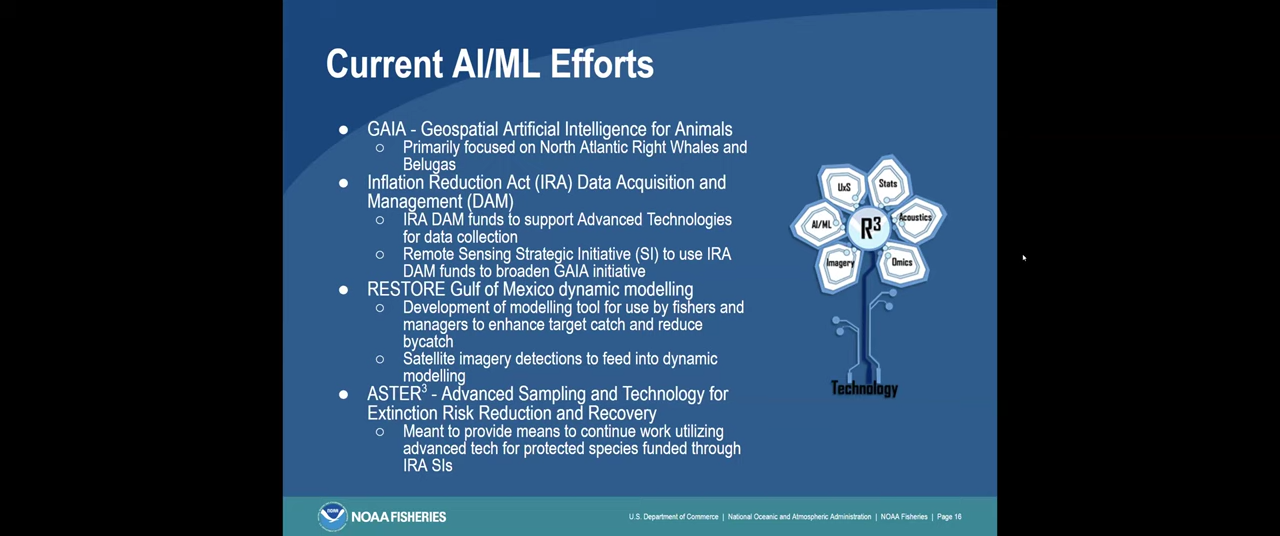 Current AI/ML Efforts
● GAIA - Geospatial Artificial Intelligence for Animals
○ Primarily focused on North Atlantic Right Whales and
Belugas
● Inflation Reduction Act (IRA) Data Acquisition and
Management (DAM)
○ IRA DAM funds to support Advanced Technologies
for data collection
○ Remote Sensing Strategic Initiative (SI) to use IRA
DAM funds to broaden GAIA initiative
● RESTORE Gulf of Mexico dynamic modelling
○ Development of modelling tool for use by fishers and
managers to enhance target catch and reduce
bycatch
○ Satellite imagery detections to feed into dynamic
modelling
● ASTER³ - Advanced Sampling and Technology for
Extinction Risk Reduction and Recovery
○ Meant to provide means to continue work utilizing
advanced tech for protected species funded through
IRA SIs
UxS
Stats
AI/ML
R³
Acoustics
Imagery
Omics
Technology
NOAA
NOAA FISHERIES
U.S. Department of Commerce | National Oceanic and Atmospheric Administration | NOAA Fisheries | Page 16